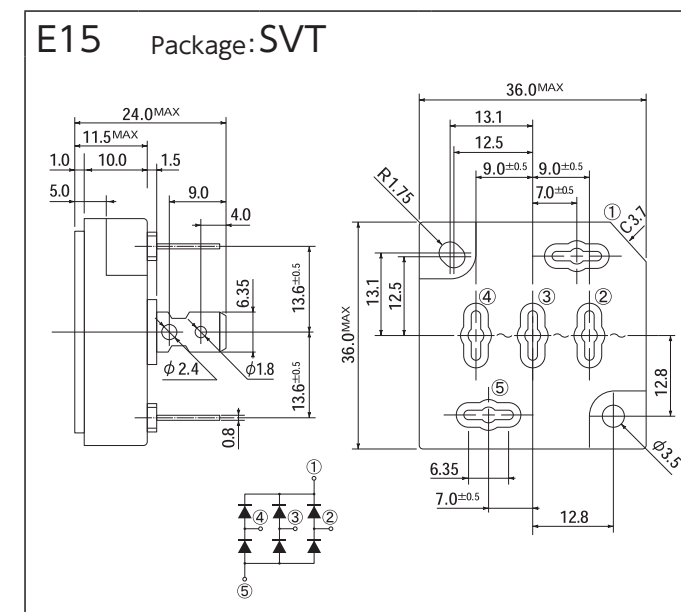 E15 Package:SVT
24.0MAX
11.5MAX
1.0 10.0 1.5
5.0
9.0
4.0
13.6±0.5
6.35
ϕ2.4
ϕ1.8
13.6±0.5
0.8
36.0MAX
13.1
12.5
9.0±0.5 9.0±0.5
7.0±0.5
R1.75
①
C3.7
13.1
12.5
36.0MAX
④ ③ ②
⑤
12.8
6.35
7.0±0.5
12.8
ϕ3.5
①
④ ③ ②
⑤